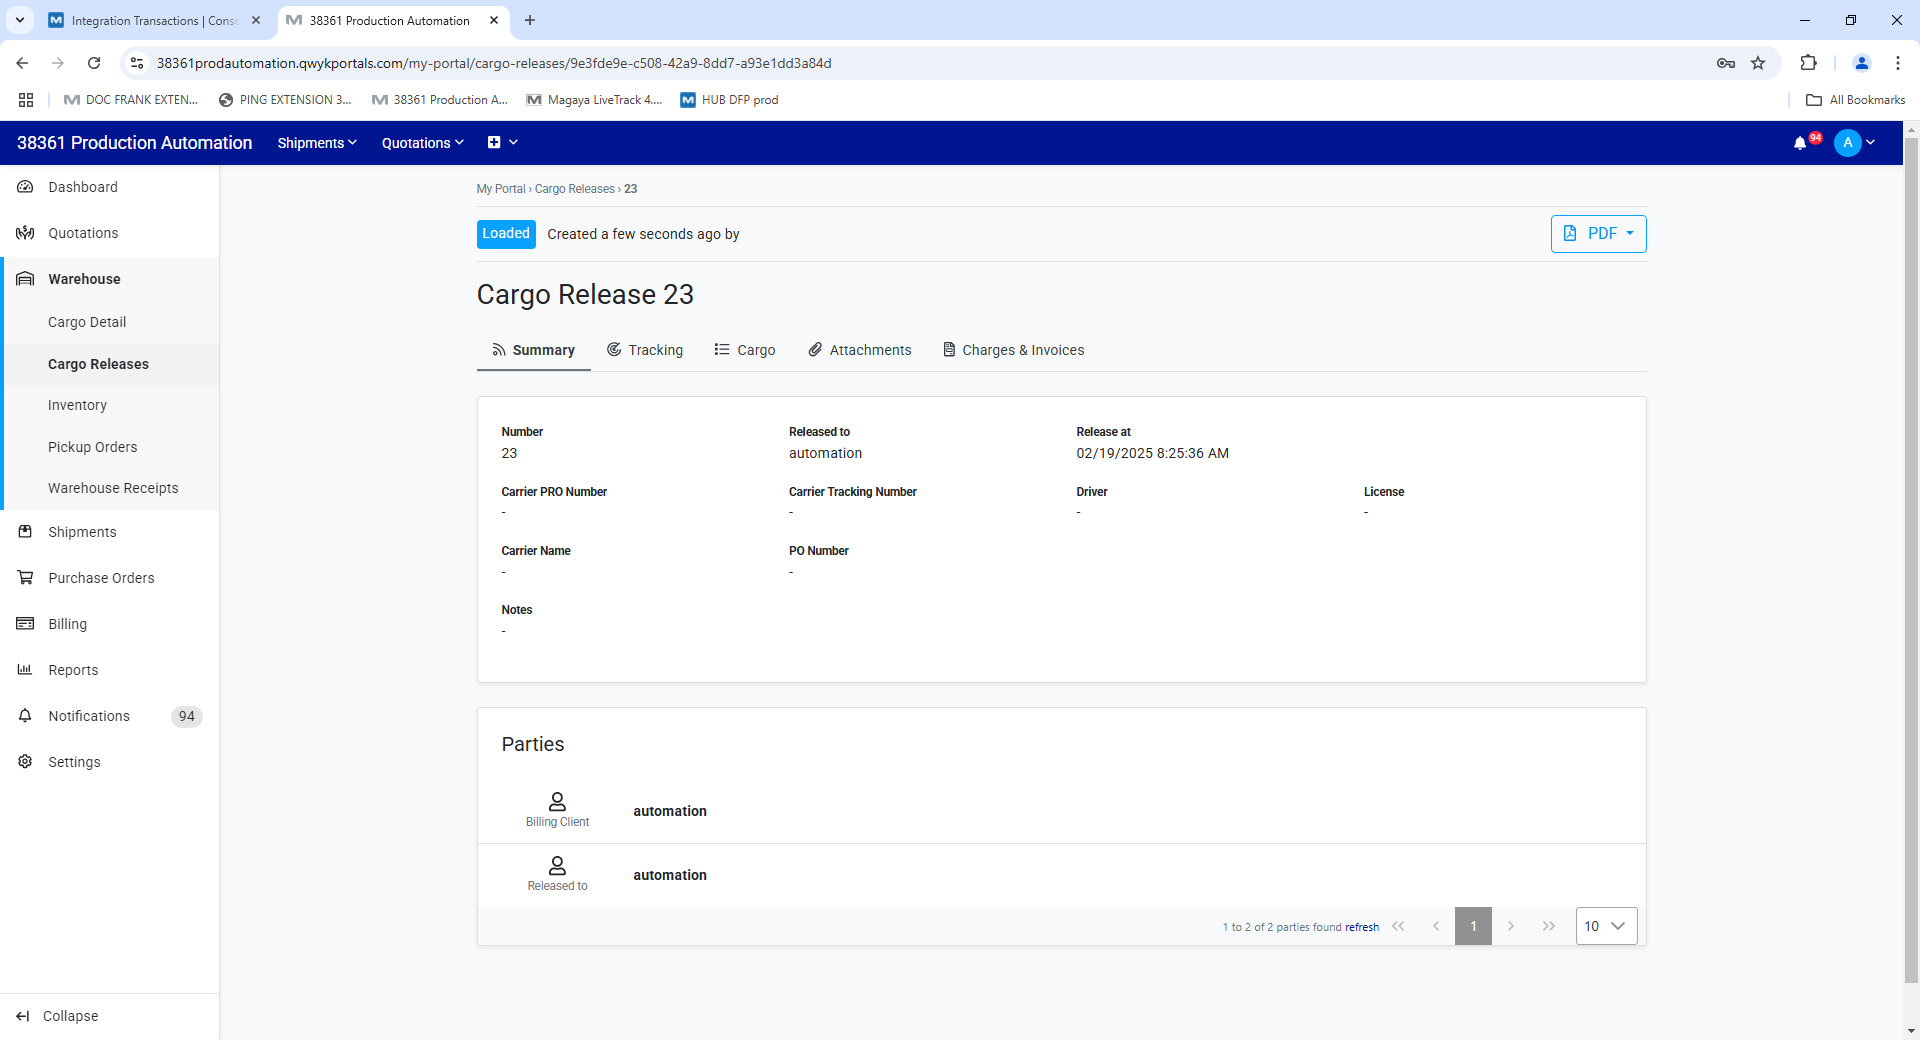 Integration Transactions | Conso
38361 Production Automation
38361prodautomation.qwykportals.com/my-portal/cargo-releases/9e3fde9e-c508-42a9-8dd7-a93e1dd3a84d
DOC FRANK EXTEN...
PING EXTENSION 3...
38361 Production A...
Magaya LiveTrack 4....
HUB DFP prod
All Bookmarks
38361 Production Automation
Shipments
Quotations
94
A
Dashboard
Quotations
Warehouse
Cargo Detail
Cargo Releases
Inventory
Pickup Orders
Warehouse Receipts
Shipments
Purchase Orders
Billing
Reports
Notifications 94
Settings
Collapse
My Portal › Cargo Releases › 23
Loaded Created a few seconds ago by
PDF
Cargo Release 23
Summary
Tracking
Cargo
Attachments
Charges & Invoices
Number Released to Release at
23 automation 02/19/2025 8:25:36 AM
Carrier PRO Number Carrier Tracking Number Driver License
- - - -
Carrier Name PO Number
- -
Notes
-
Parties
Billing Client automation
Released to automation
1 to 2 of 2 parties found refresh
1
10